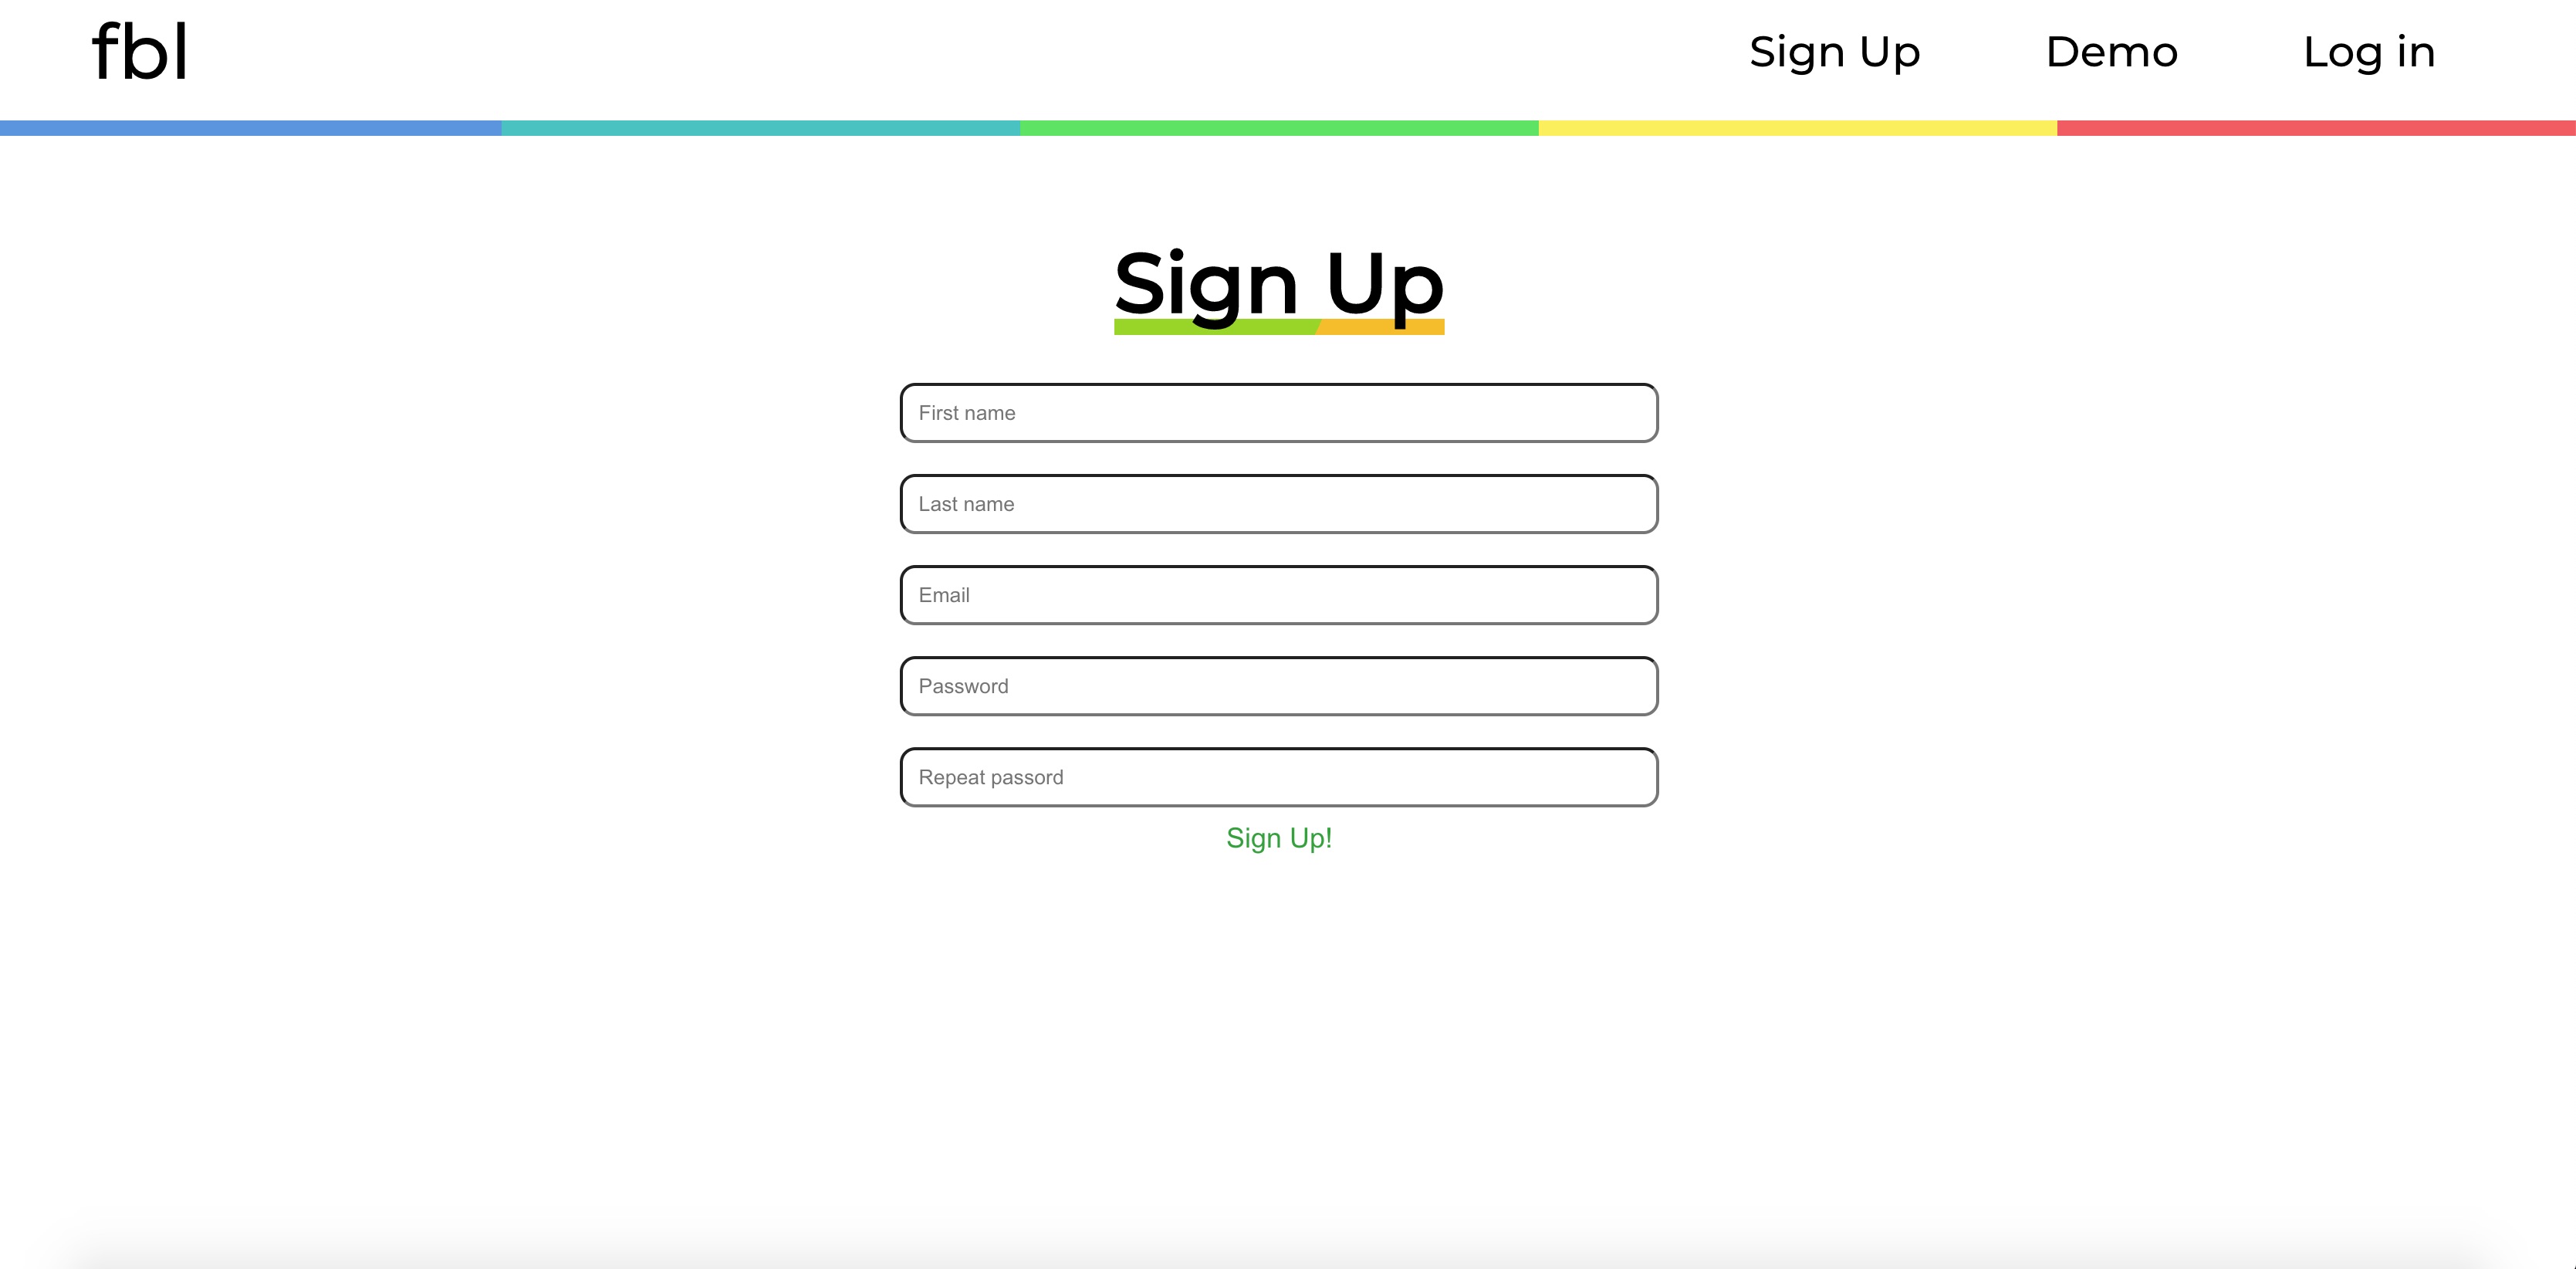 fbl
Sign Up
Demo
Log in
Sign Up
First name
Last name
Email
Password
Repeat passord
Sign Up!